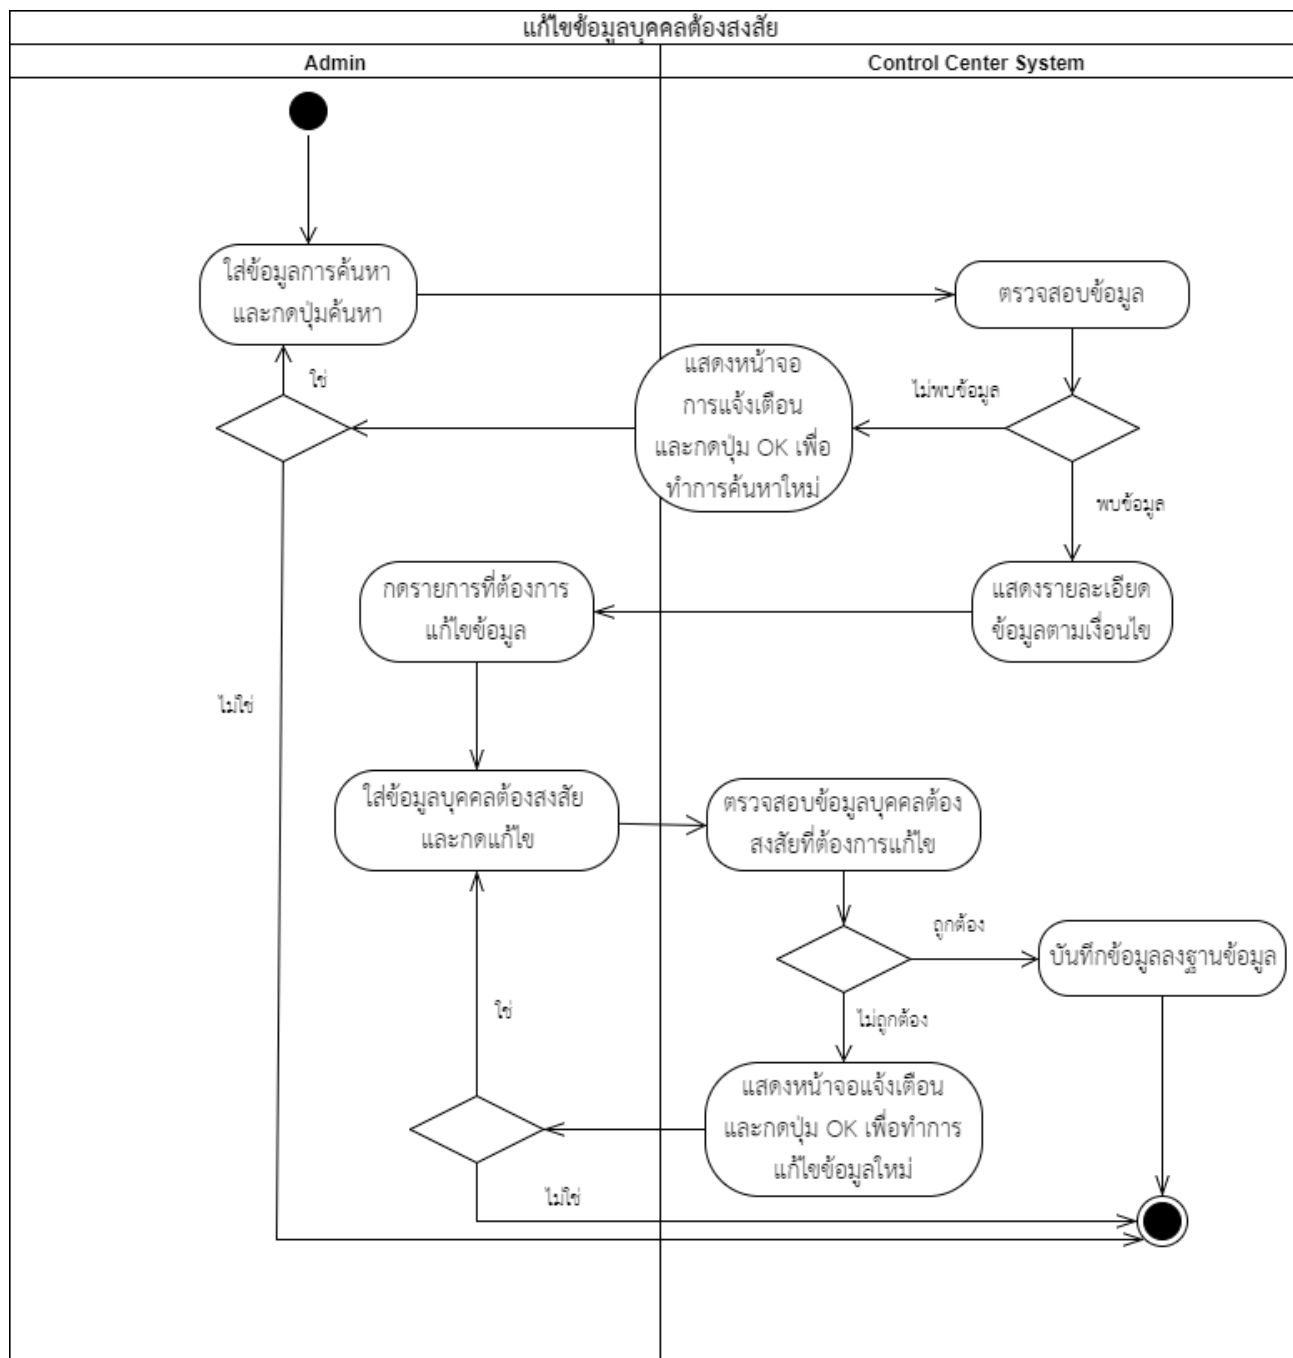 แก้ไขข้อมูลบุคคลต้องสงสัย
Admin
Control Center System
ใส่ข้อมูลการค้นหา
และกดปุ่มค้นหา
ตรวจสอบข้อมูล
ใช่
แสดงหน้าจอ
การแจ้งเตือน
และกดปุ่ม OK เพื่อ
ทำการค้นหาใหม่
ไม่พบข้อมูล
พบข้อมูล
กดรายการที่ต้องการ
แก้ไขข้อมูล
แสดงรายละเอียด
ข้อมูลตามเงื่อนไข
ไม่ใช่
ใส่ข้อมูลบุคคลต้องสงสัย
และกดแก้ไข
ตรวจสอบข้อมูลบุคคลต้อง
สงสัยที่ต้องการแก้ไข
ถูกต้อง
บันทึกข้อมูลลงฐานข้อมูล
ใช่
ไม่ถูกต้อง
แสดงหน้าจอแจ้งเตือน
และกดปุ่ม OK เพื่อทำการ
แก้ไขข้อมูลใหม่
ไม่ใช่